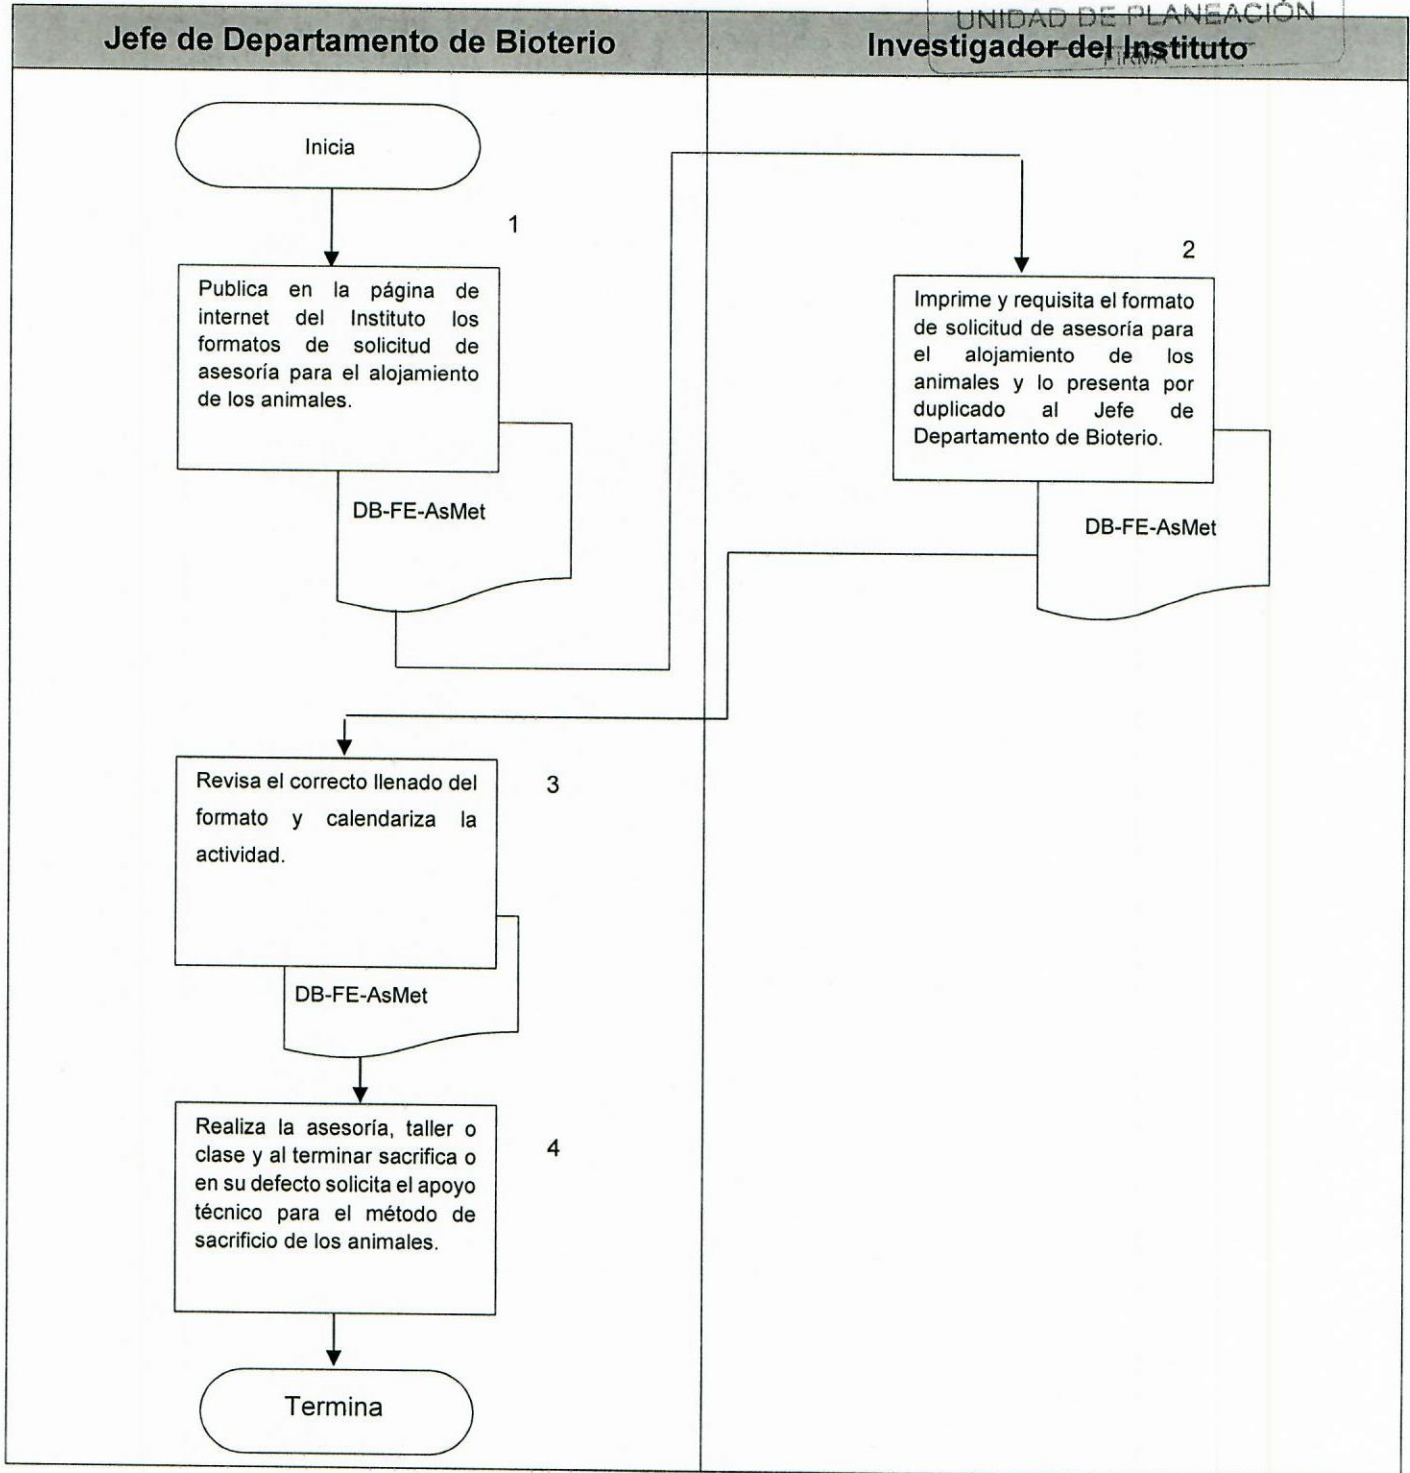 UNIDAD DE PLANEACIÓN
FIRMA
Jefe de Departamento de Bioterio
Investigador del Instituto
Inicia
1
Publica en la página de
internet del Instituto los
formatos de solicitud de
asesoría para el alojamiento
de los animales.
DB-FE-AsMet
2
Imprime y requisita el formato
de solicitud de asesoría para
el alojamiento de los
animales y lo presenta por
duplicado al Jefe de
Departamento de Bioterio.
DB-FE-AsMet
3
Revisa el correcto llenado del
formato y calendariza la
actividad.
DB-FE-AsMet
4
Realiza la asesoría, taller o
clase y al terminar sacrifica o
en su defecto solicita el apoyo
técnico para el método de
sacrificio de los animales.
Termina